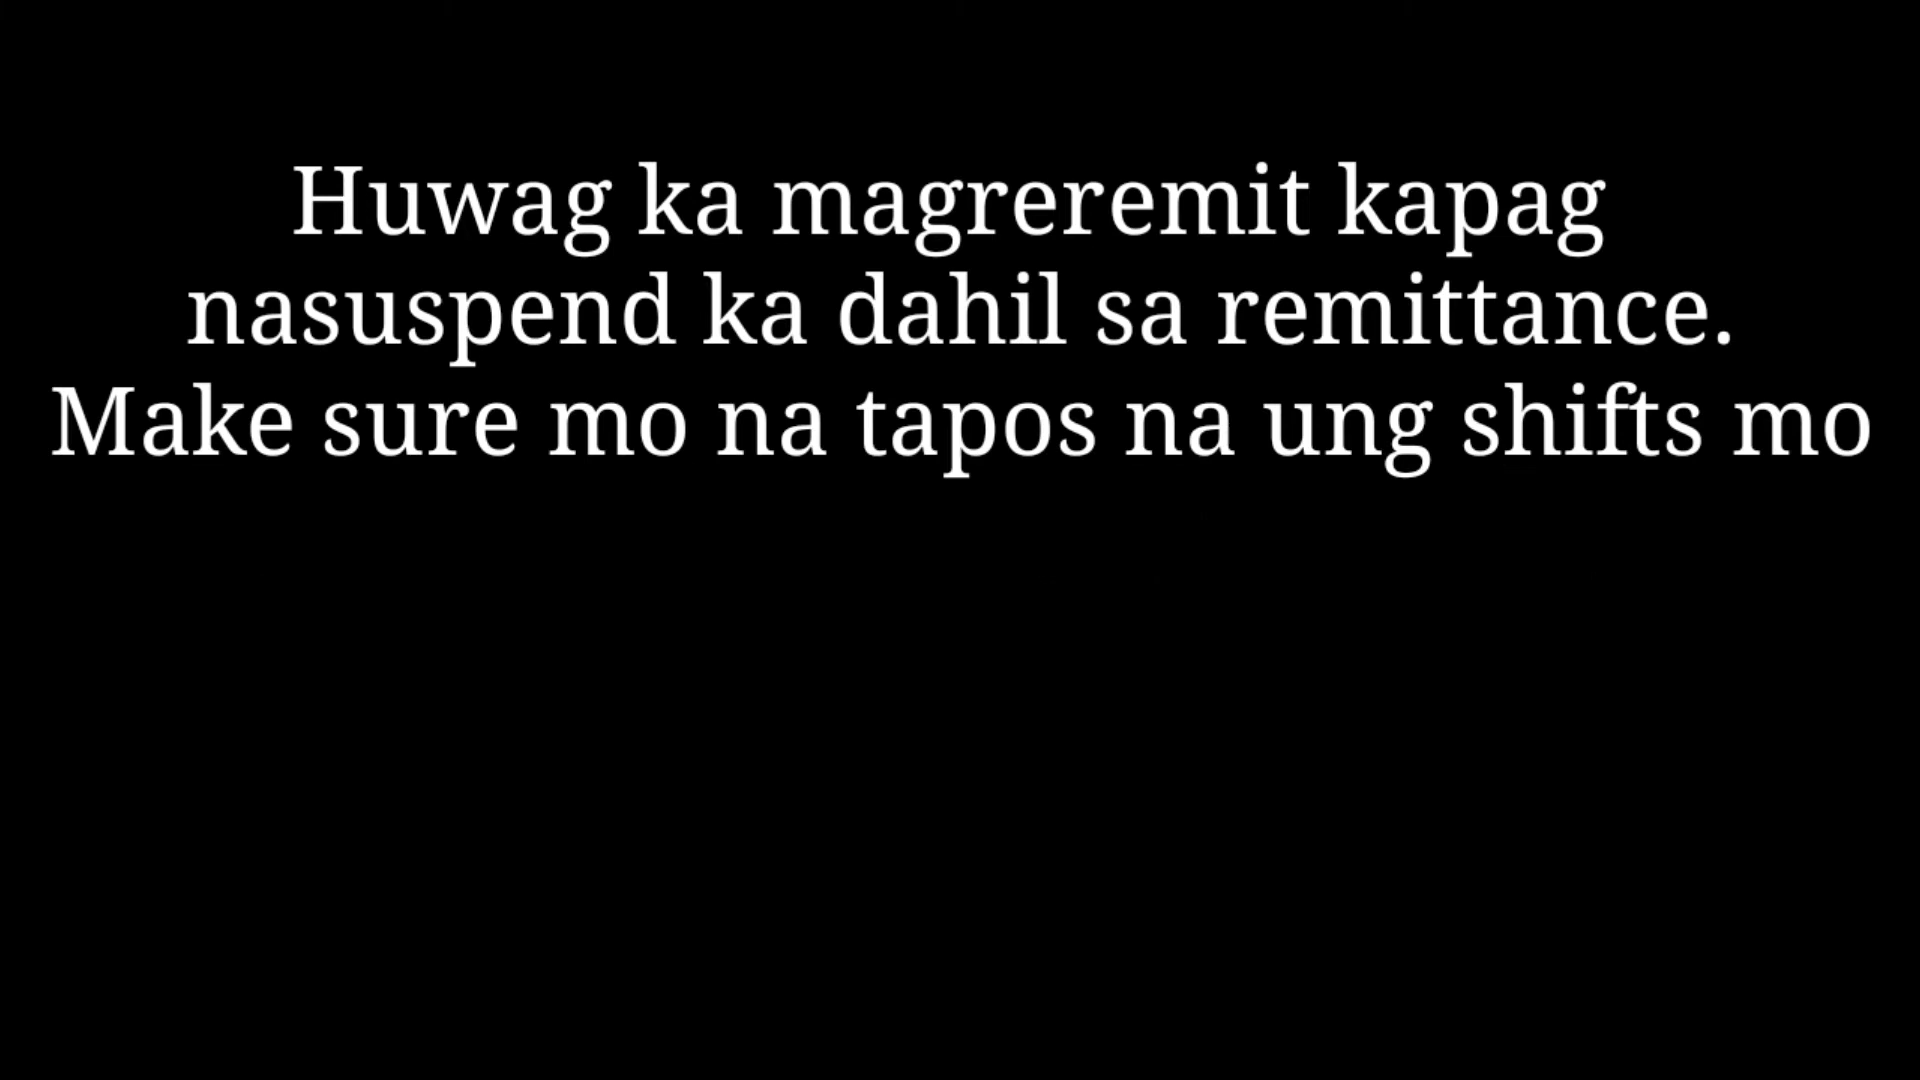 Huwag ka magreremit kapag
nasuspend ka dahil sa remittance.
Make sure mo na tapos na ung shifts mo